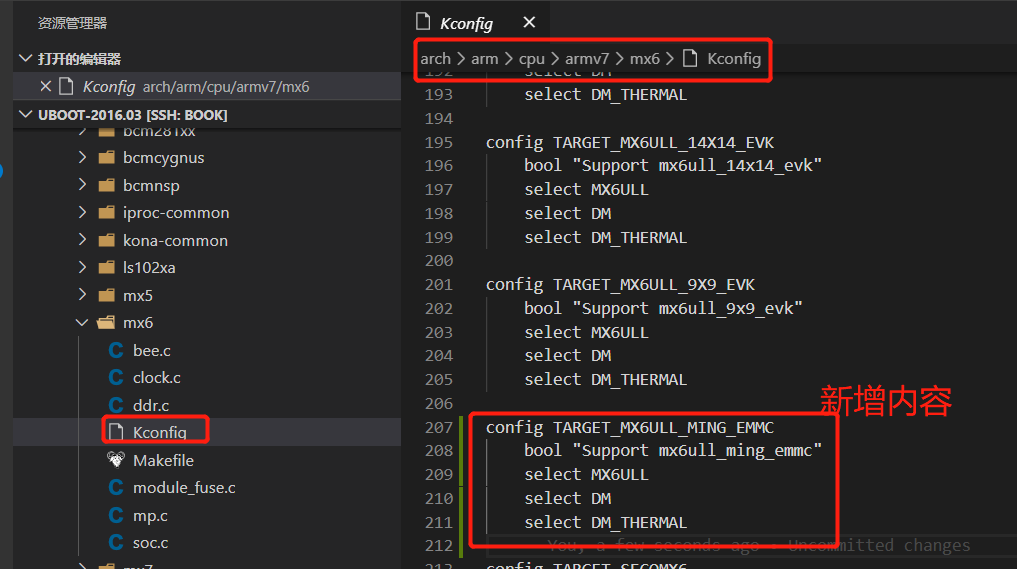 资源管理器
打开的编辑器
Kconfig arch/arm/cpu/armv7/mx6
UBOOT-2016.03 [SSH: BOOK]
bcm281xx
bcmcygnus
bcmnsp
iproc-common
kona-common
ls102xa
mx5
mx6
bee.c
clock.c
ddr.c
Kconfig
Makefile
module_fuse.c
mp.c
soc.c
mx7
Kconfig
arch > arm > cpu > armv7 > mx6 > Kconfig
192 select DM
193 select DM_THERMAL
194
195 config TARGET_MX6ULL_14X14_EVK
196 bool "Support mx6ull_14x14_evk"
197 select MX6ULL
198 select DM
199 select DM_THERMAL
200
201 config TARGET_MX6ULL_9X9_EVK
202 bool "Support mx6ull_9x9_evk"
203 select MX6ULL
204 select DM
205 select DM_THERMAL
206
新增内容
207 config TARGET_MX6ULL_MING_EMMC
208 bool "Support mx6ull_ming_emmc"
209 select MX6ULL
210 select DM
211 select DM_THERMAL
212 You, a few seconds ago • Uncommitted changes
213 config TARGET_SECOMX6